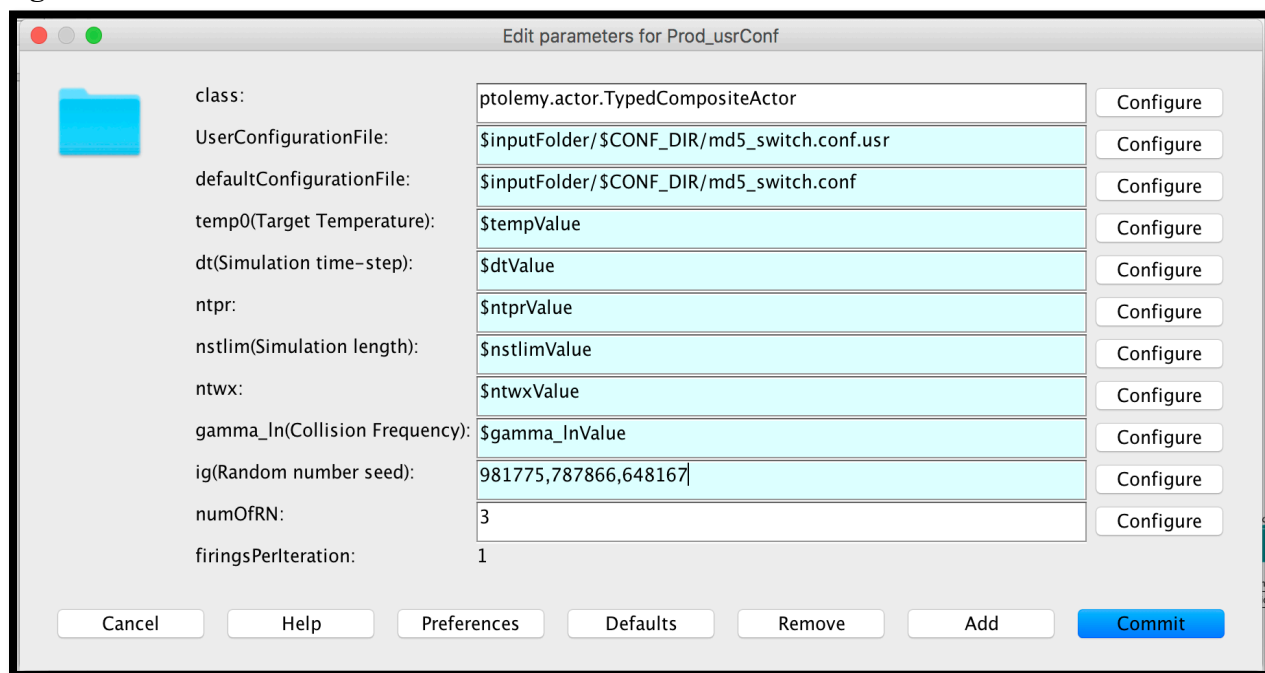 Edit parameters for Prod_usrConf
class: ptolemy.actor.TypedCompositeActor Configure
UserConfigurationFile: $inputFolder/$CONF_DIR/md5_switch.conf.usr Configure
defaultConfigurationFile: $inputFolder/$CONF_DIR/md5_switch.conf Configure
temp0(Target Temperature): $tempValue Configure
dt(Simulation time-step): $dtValue Configure
ntpr: $ntprValue Configure
nstlim(Simulation length): $nstlimValue Configure
ntwx: $ntwxValue Configure
gamma_ln(Collision Frequency): $gamma_lnValue Configure
ig(Random number seed): 981775,787866,648167 Configure
numOfRN: 3 Configure
firingsPerIteration: 1
Cancel Help Preferences Defaults Remove Add Commit